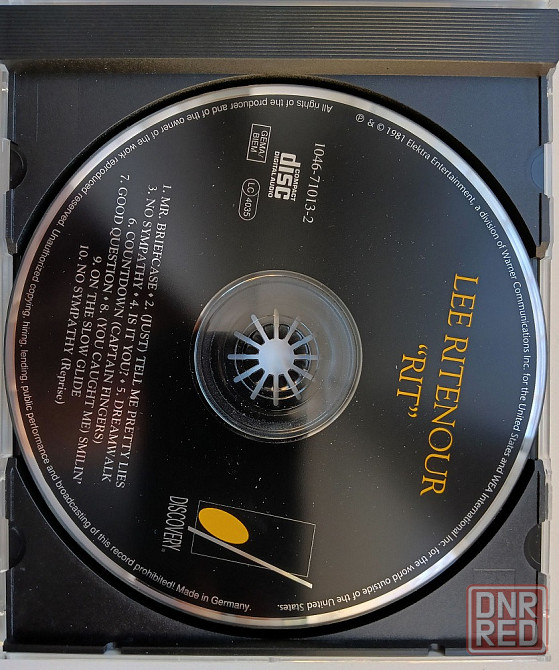 LEE RITENOUR
“RIT”
1046-71013-2
COMPACT
disc
DIGITAL AUDIO
GEMA/
BIEM
LC 4035
DISCOVERY®
1. MR. BRIEFCASE • 2. (JUST) TELL ME PRETTY LIES
3. NO SYMPATHY • 4. IS IT YOU? • 5. DREAMWALK
6. COUNTDOWN (CAPTAIN FINGERS)
7. GOOD QUESTION • 8. (YOU CAUGHT ME) SMILIN'
9. ON THE SLOW GLIDE
10. NO SYMPATHY (Reprise)
℗ & © 1981 Elektra Entertainment, a division of Warner Communications Inc. for the United States and WEA International Inc. for the world outside of the United States.
All rights of the producer and of the owner of the work reproduced reserved. Unauthorized copying, hiring, lending, public performance and broadcasting of this record prohibited! Made in Germany.
DNR
RED